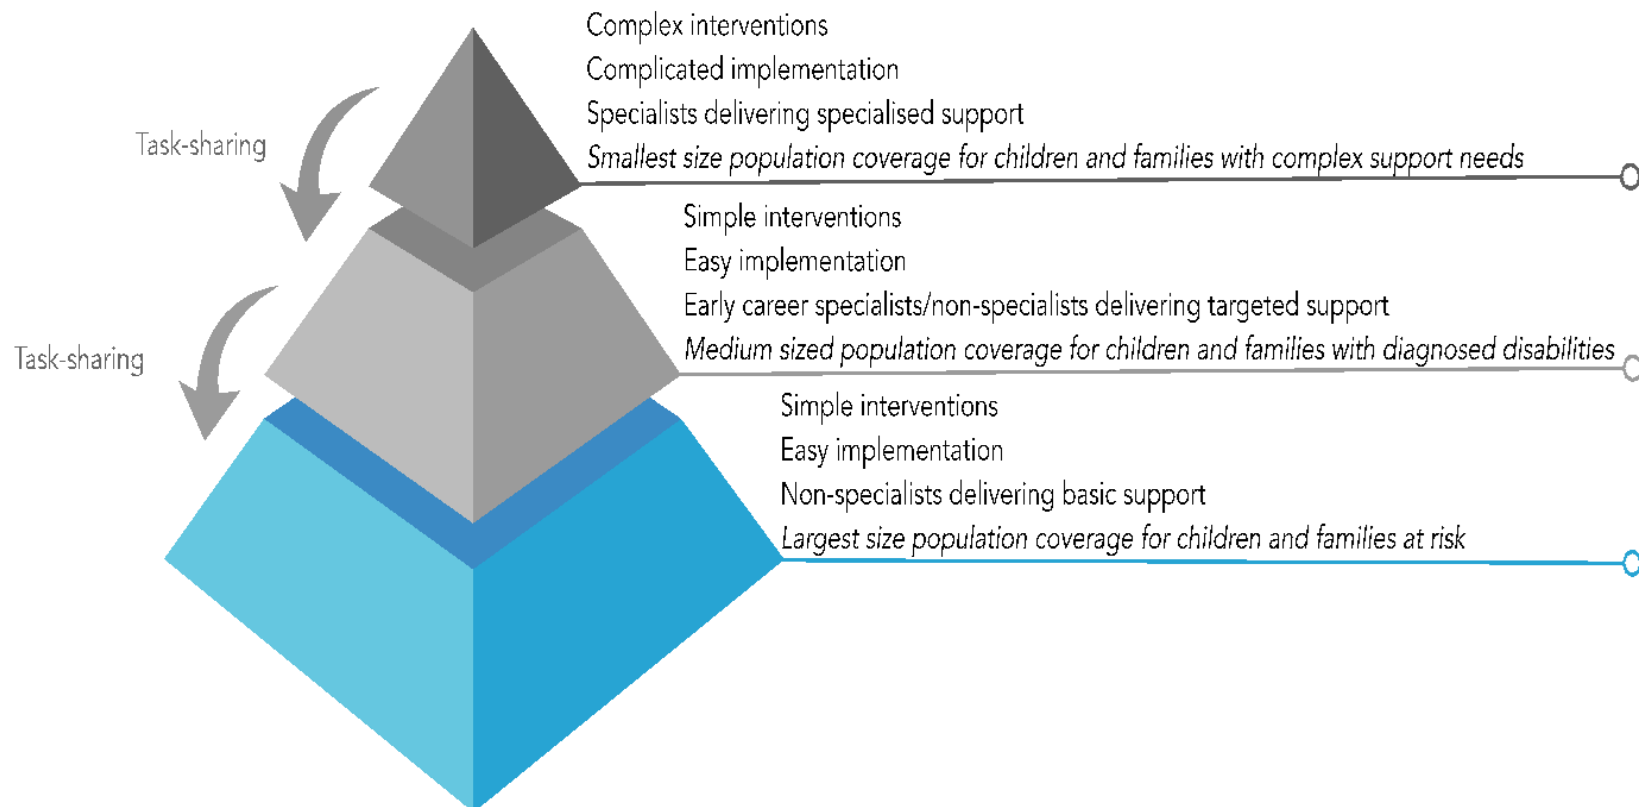 Complex interventions
Complicated implementation
Specialists delivering specialised support
Smallest size population coverage for children and families with complex support needs
Task-sharing
Simple interventions
Easy implementation
Early career specialists/non-specialists delivering targeted support
Medium sized population coverage for children and families with diagnosed disabilities
Task-sharing
Simple interventions
Easy implementation
Non-specialists delivering basic support
Largest size population coverage for children and families at risk